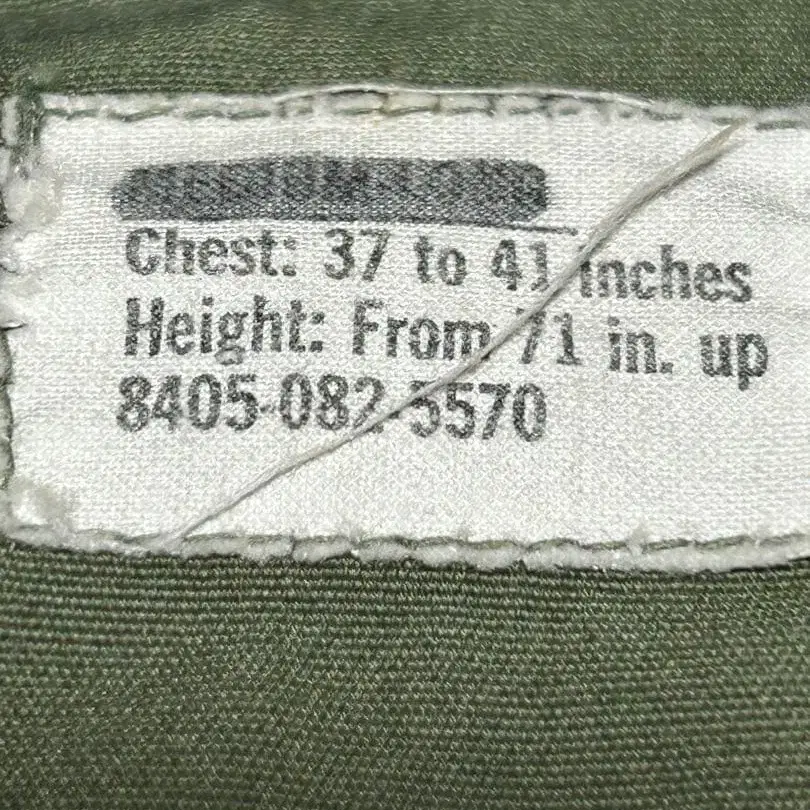 Chest: 37 to 41 inches
Height: From 71 in. up
8405-082-5570